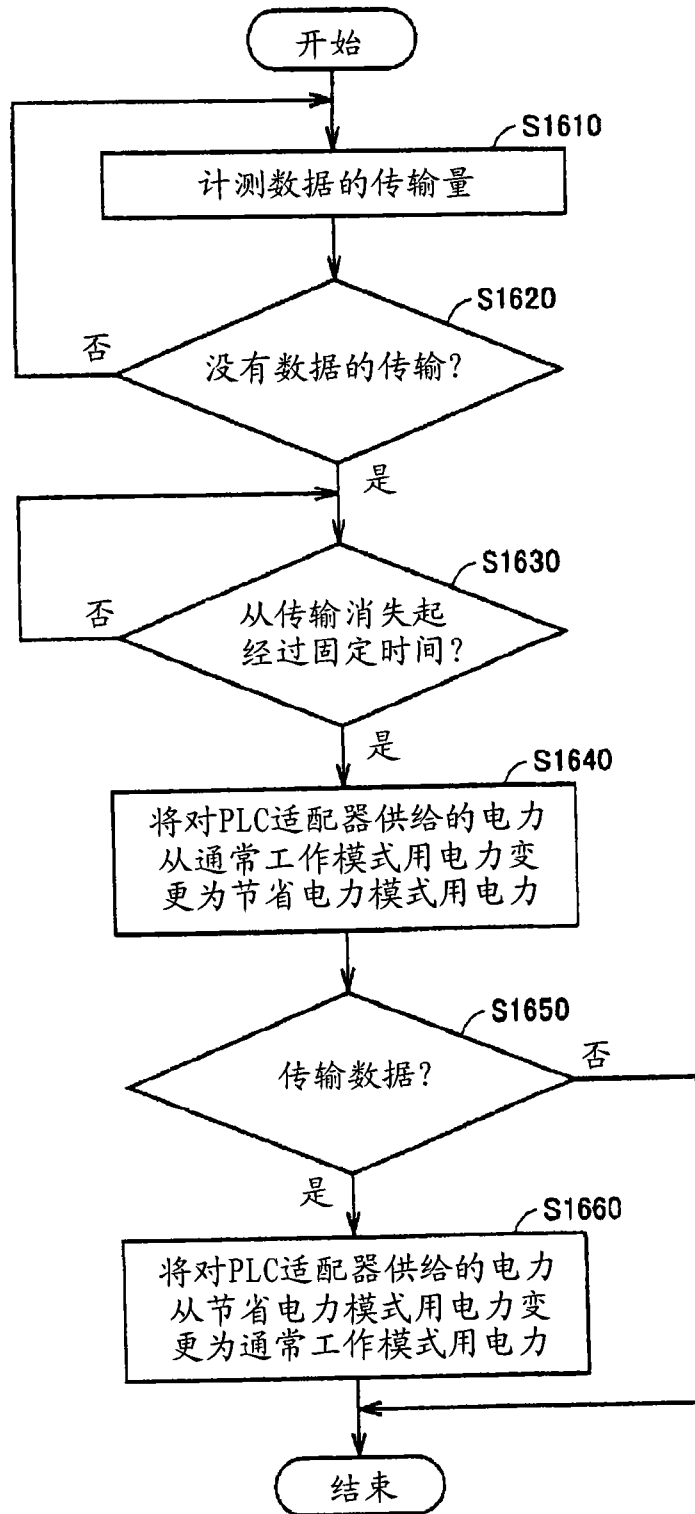 开始
S1610
计测数据的传输量
S1620
没有数据的传输?
否
是
S1630
从传输消失起
经过固定时间?
否
是
S1640
将对PLC适配器供给的电力
从通常工作模式用电力变
更为节省电力模式用电力
S1650
传输数据?
否
是
S1660
将对PLC适配器供给的电力
从节省电力模式用电力变
更为通常工作模式用电力
结束